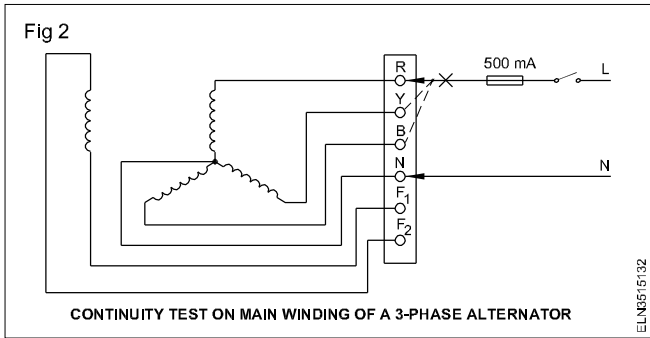 Fig 2
R
Y
B
N
F1
F2
500 mA
L
N
CONTINUITY TEST ON MAIN WINDING OF A 3-PHASE ALTERNATOR
ELN3515132